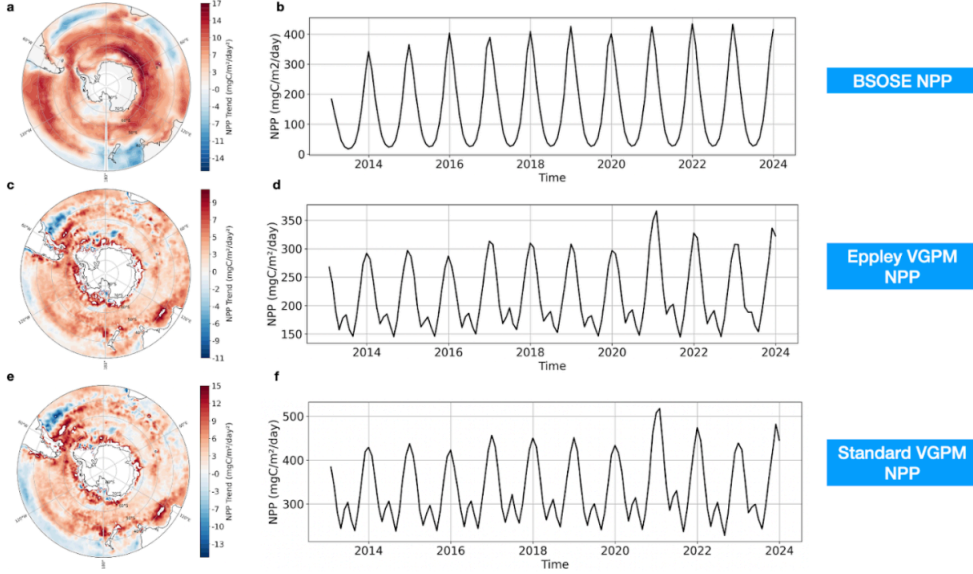 a
17
14
10
7
3
-0
-4
-7
-11
-14
NPP Trend (mgC/m²/day²)
b
400
300
200
100
0
NPP (mgC/m2/day)
2014 2016 2018 2020 2022 2024
Time
BSOSE NPP
c
9
6
3
0
-3
-6
-9
-11
NPP Trend (mgC/m²/day²)
d
350
300
250
200
150
NPP (mgC/m²/day)
2014 2016 2018 2020 2022 2024
Time
Eppley VGPM
NPP
e
15
12
9
6
3
-0
-3
-6
-10
-13
NPP Trend (mgC/m²/day²)
f
500
400
300
NPP (mgC/m²/day)
2014 2016 2018 2020 2022 2024
Time
Standard VGPM
NPP